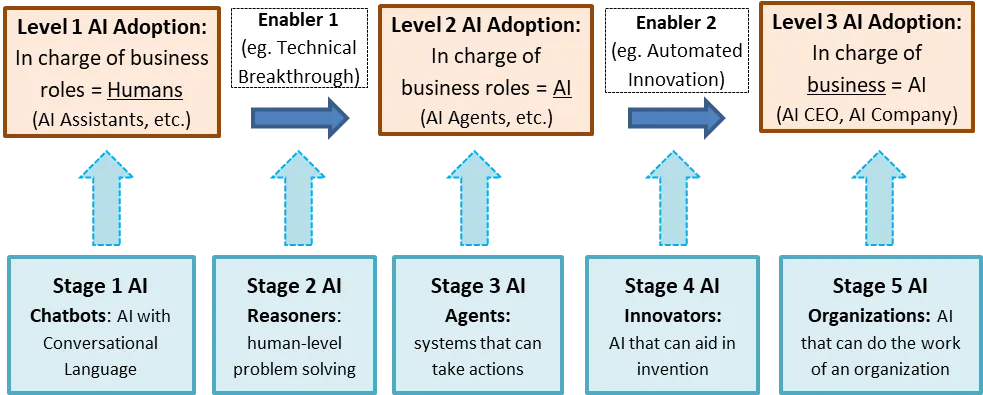 Level 1 AI Adoption:
In charge of business
roles = Humans
(AI Assistants, etc.)
Enabler 1
(eg. Technical
Breakthrough)
Level 2 AI Adoption:
In charge of
business roles = AI
(AI Agents, etc.)
Enabler 2
(eg. Automated
Innovation)
Level 3 AI Adoption:
In charge of
business = AI
(AI CEO, AI Company)
Stage 1 AI
Chatbots: AI with
Conversational
Language
Stage 2 AI
Reasoners:
human-level
problem solving
Stage 3 AI
Agents:
systems that can
take actions
Stage 4 AI
Innovators:
AI that can aid in
invention
Stage 5 AI
Organizations: AI
that can do the work
of an organization